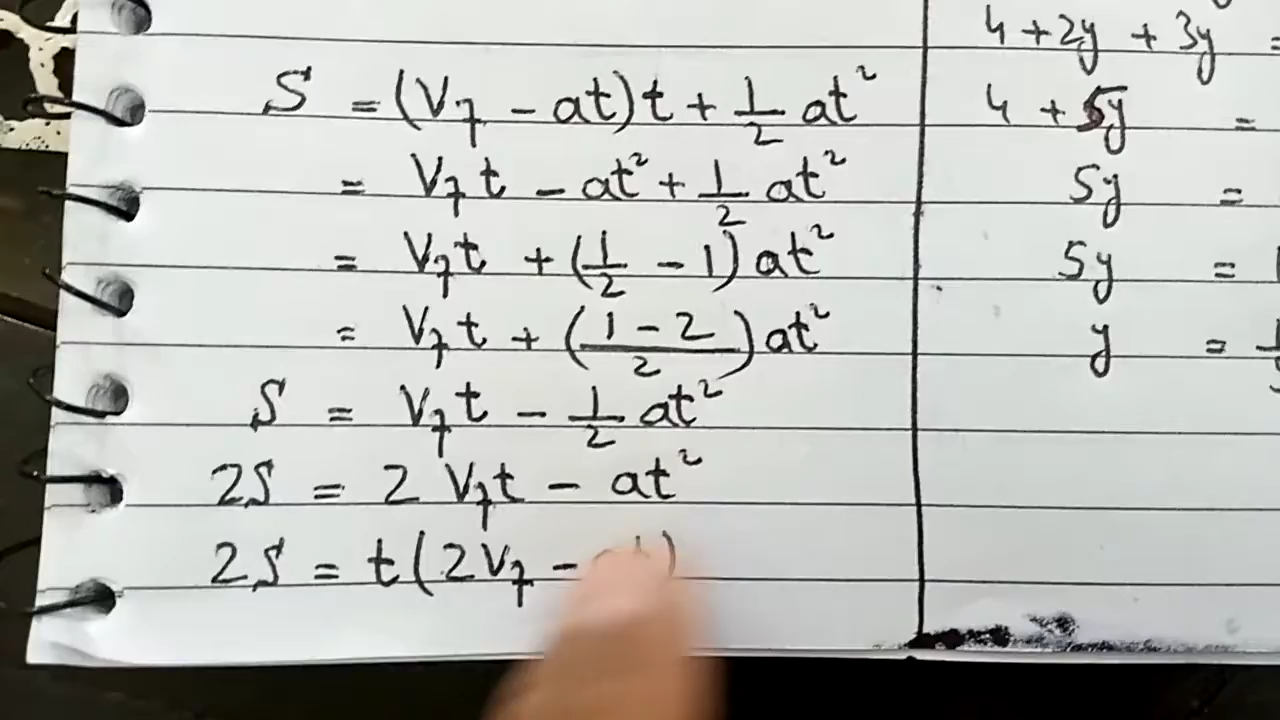 S = (V₇ - at)t + 1/2 at²
= V₇t - at² + 1/2 at²
= V₇t + (1/2 - 1) at²
= V₇t + (1-2/2) at²
S = V₇t - 1/2 at²
2S = 2 V₇t - at²
2S = t(2V₇ -
4 + 2y + 3y =
4 + 5y =
5y =
5y =
y =